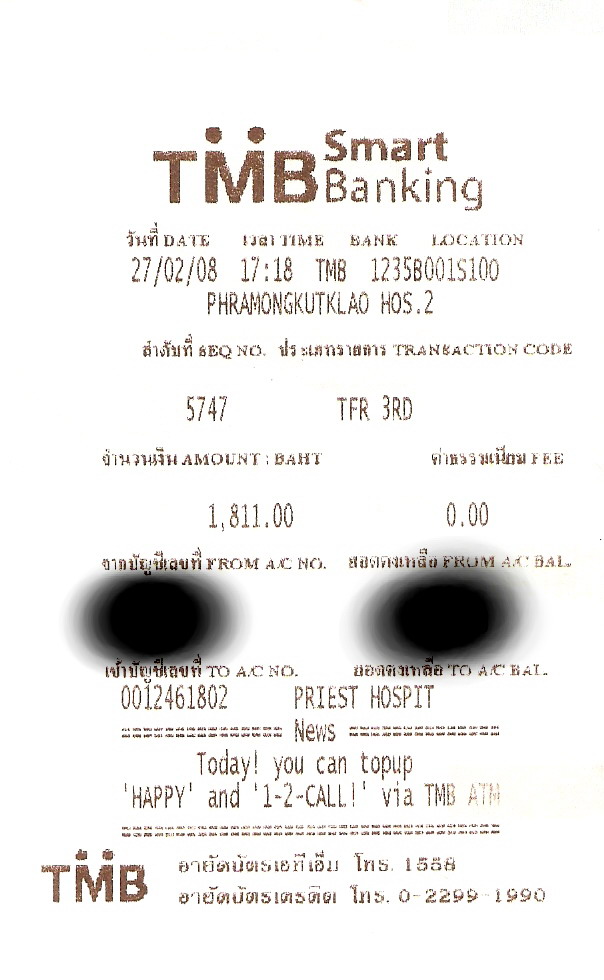 TMB Smart
Banking
วันที่ DATE เวลา TIME BANK LOCATION
27/02/08 17:18 TMB 1235B001S100
PHRAMONGKUTKLAO HOS.2
ลำดับที่ SEQ NO. ประเภทรายการ TRANSACTION CODE
5747 TFR 3RD
จำนวนเงิน AMOUNT : BAHT ค่าธรรมเนียม FEE
1,811.00 0.00
จากบัญชีเลขที่ FROM A/C NO. ยอดคงเหลือ FROM A/C BAL.
เข้าบัญชีเลขที่ TO A/C NO. ยอดคงเหลือ TO A/C BAL.
0012461802 PRIEST HOSPIT
News
Today! you can topup
'HAPPY' and '1-2-CALL!' via TMB ATM
TMB อายัดบัตรเอทีเอ็ม โทร. 1558
อายัดบัตรเครดิต โทร. 0-2299-1990